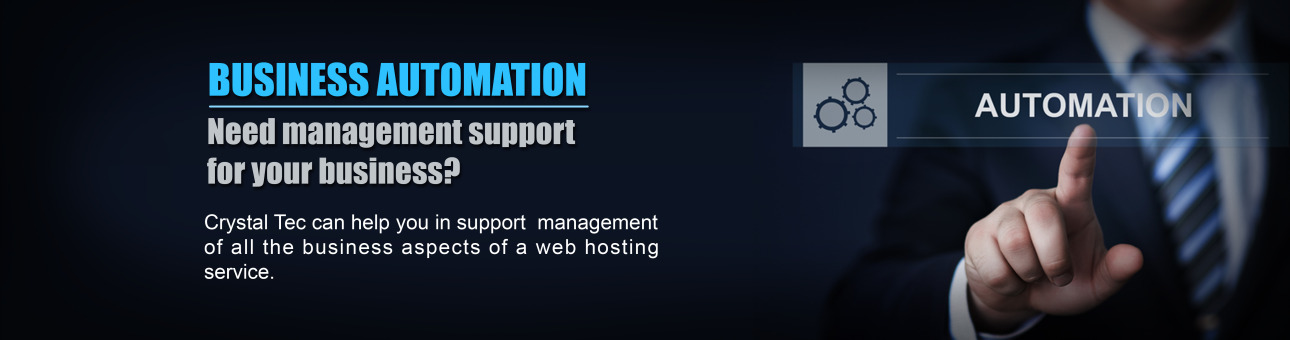 BUSINESS AUTOMATION
Need management support
for your business?
Crystal Tec can help you in support management
of all the business aspects of a web hosting
service.
AUTOMATION